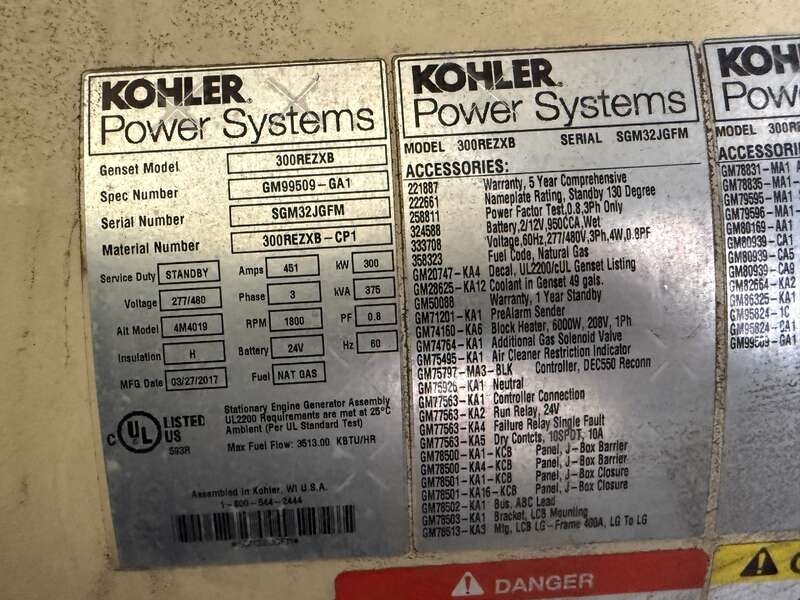 KOHLER®
Power Systems
Genset Model 300REZXB
Spec Number GM99509-GA1
Serial Number SGM32JGFM
Material Number 300REZXB-CP1
Service Duty STANDBY Amps 451 kW 300
Voltage 277/480 Phase 3 kVA 375
Alt Model 4M4019 RPM 1800 PF 0.8
Insulation H Battery 24V Hz 60
MFG Date 03/27/2017 Fuel NAT GAS
C UL US LISTED
593R
Stationary Engine Generator Assembly
UL2200 Requirements are met at 25°C
Ambient (Per UL Standard Test)
Max Fuel Flow: 3513.00 KBTU/HR
Assembled in Kohler, WI U.S.A.
1-800-544-2444
KOHLER®
Power Systems
MODEL 300REZXB SERIAL SGM32JGFM
ACCESSORIES:
221887 Warranty, 5 Year Comprehensive
222661 Nameplate Rating, Standby 130 Degree
258811 Power Factor Test,0.8,3Ph Only
324588 Battery,2/12V,950CCA,Wet
333708 Voltage,60Hz,277/480V,3Ph,4W,0.8PF
358323 Fuel Code, Natural Gas
GM20747-KA4 Decal, UL2200/cUL Genset Listing
GM28625-KA12 Coolant in Genset 49 gals.
GM50088 Warranty, 1 Year Standby
GM71201-KA1 PreAlarm Sender
GM74160-KA6 Block Heater, 6000W, 208V, 1Ph
GM74764-KA1 Additional Gas Solenoid Valve
GM75495-KA1 Air Cleaner Restriction Indicator
GM75797-MA3-BLK Controller, DEC550 Reconn
GM75926-KA1 Neutral
GM77563-KA1 Controller Connection
GM77563-KA2 Run Relay, 24V
GM77563-KA4 Failure Relay Single Fault
GM77563-KA5 Dry Contcts, 10SPDT, 10A
GM78500-KA1-KCB Panel, J-Box Barrier
GM78500-KA4-KCB Panel, J-Box Barrier
GM78501-KA1-KCB Panel, J-Box Closure
GM78501-KA16-KCB Panel, J-Box Closure
GM78502-KA1 Bus, ABC Lead
GM78503-KA1 Bracket, LCB Mounting
GM78513-KA3 Mtg, LCB LG-Frame 400A, LG To LG
KOHL
Power
MODEL 300R
ACCESSORIES:
GM78831-MA1
GM78835-MA1
GM79595-MA1
GM79596-MA1
GM80169-AA1
GM80939-CA1
GM80939-CA5
GM80939-CA9
GM82664-KA2
GM86325-KA1
GM95824-1C
GM99509-GA1
DANGER